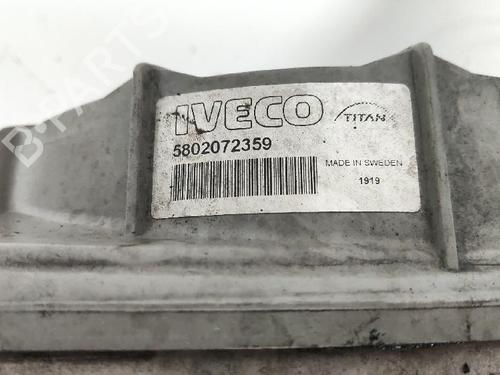 B-PARTS
IVECO
TITAN
5802072359
MADE IN SWEDEN
1919